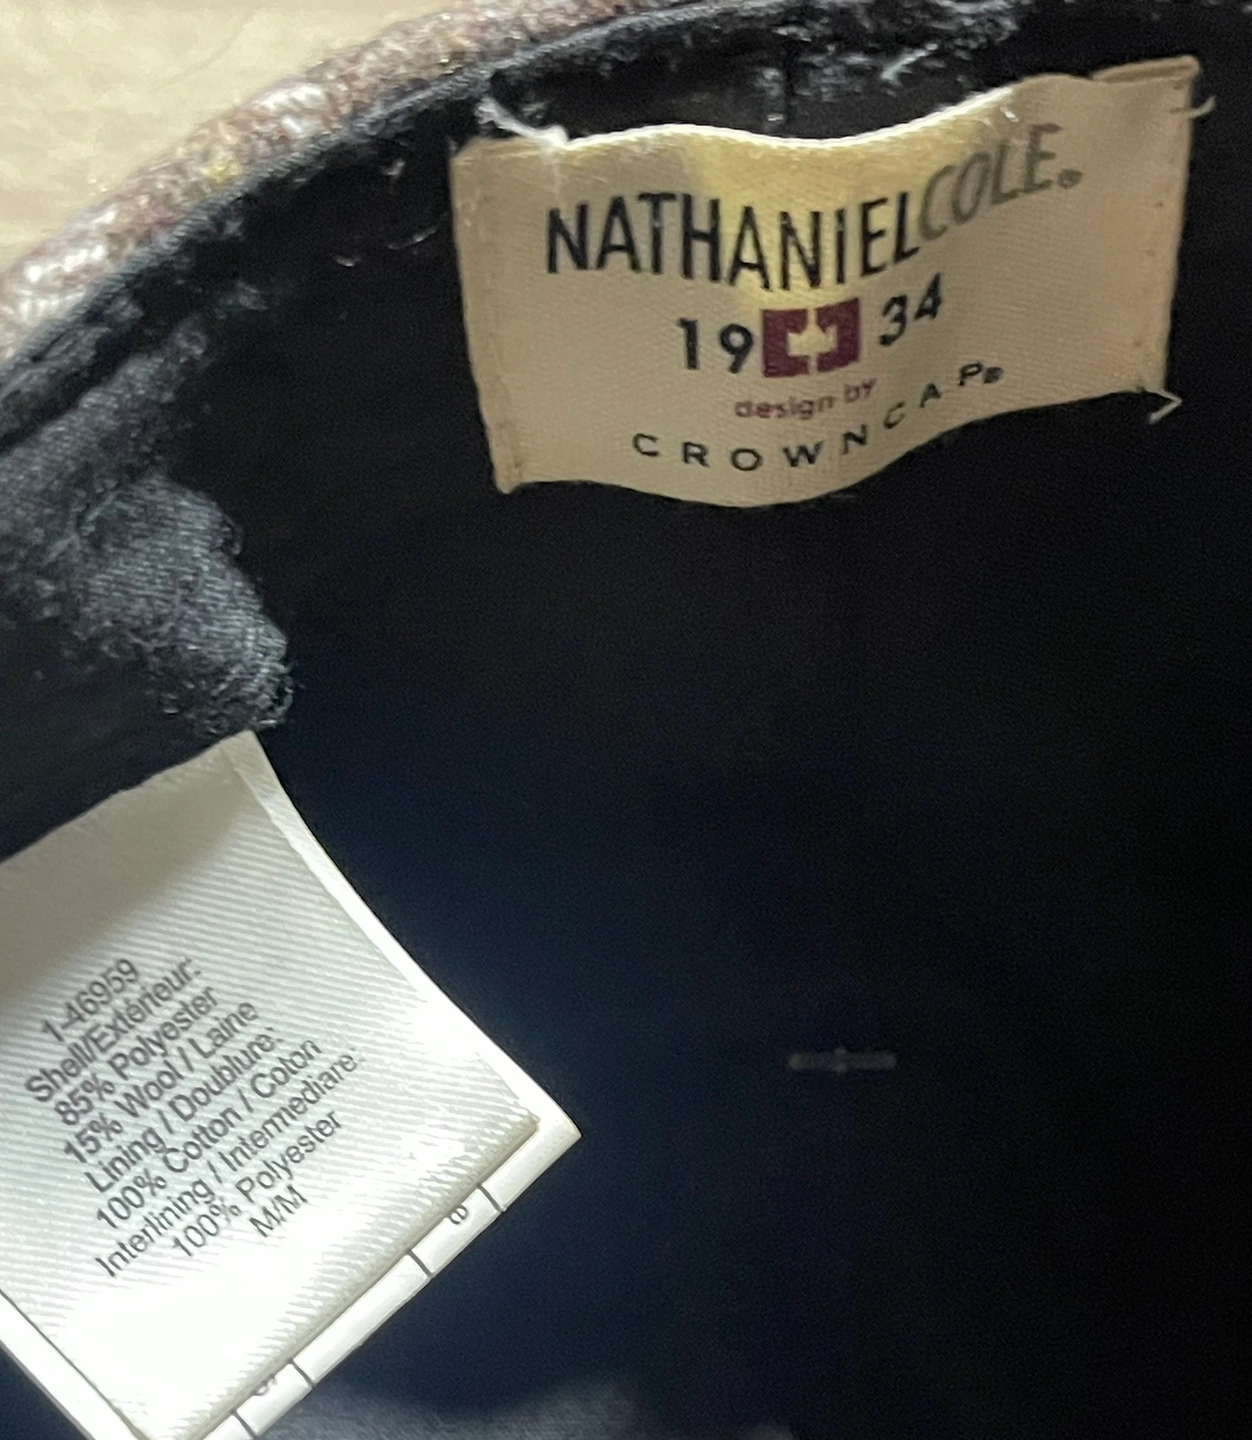 NATHANIELCOLE®
19 34
design by
CROWNCAP®
1-46959
Shell/Extérieur:
85% Polyester
15% Wool / Laine
Lining / Doublure:
100% Cotton / Coton
Interlining / Intermediare:
100% Polyester
M/M